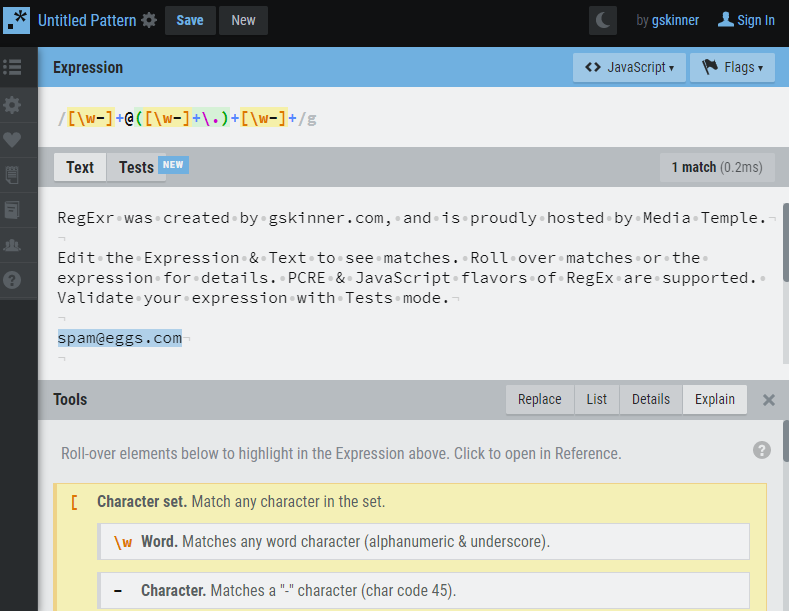 Untitled Pattern Save New by gskinner Sign In
Expression <> JavaScript ▾ Flags ▾
/[\w-]+@([\w-]+\.)+[\w-]+/g
Text Tests NEW 1 match (0.2ms)
RegExr·was·created·by·gskinner.com,·and·is·proudly·hosted·by·Media·Temple.¬
¬
Edit·the·Expression·&·Text·to·see·matches.·Roll·over·matches·or·the·
expression·for·details.·PCRE·&·JavaScript·flavors·of·RegEx·are·supported.·
Validate·your·expression·with·Tests·mode.¬
¬
spam@eggs.com¬
¬
Tools Replace List Details Explain ×
Roll-over elements below to highlight in the Expression above. Click to open in Reference. ?
[ Character set. Match any character in the set.
\w Word. Matches any word character (alphanumeric & underscore).
- Character. Matches a "-" character (char code 45).